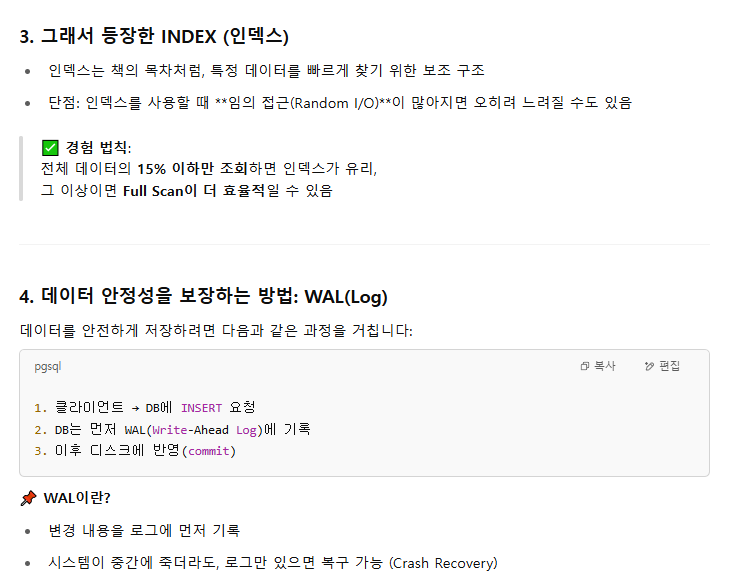 3. 그래서 등장한 INDEX (인덱스)
• 인덱스는 책의 목차처럼, 특정 데이터를 빠르게 찾기 위한 보조 구조
• 단점: 인덱스를 사용할 때 **임의 접근(Random I/O)**이 많아지면 오히려 느려질 수도 있음
✅ 경험 법칙:
전체 데이터의 15% 이하만 조회하면 인덱스가 유리,
그 이상이면 Full Scan이 더 효율적일 수 있음
4. 데이터 안정성을 보장하는 방법: WAL(Log)
데이터를 안전하게 저장하려면 다음과 같은 과정을 거칩니다:
pgsql 복사 편집
1. 클라이언트 → DB에 INSERT 요청
2. DB는 먼저 WAL(Write-Ahead Log)에 기록
3. 이후 디스크에 반영(commit)
📌 WAL이란?
• 변경 내용을 로그에 먼저 기록
• 시스템이 중간에 죽더라도, 로그만 있으면 복구 가능 (Crash Recovery)